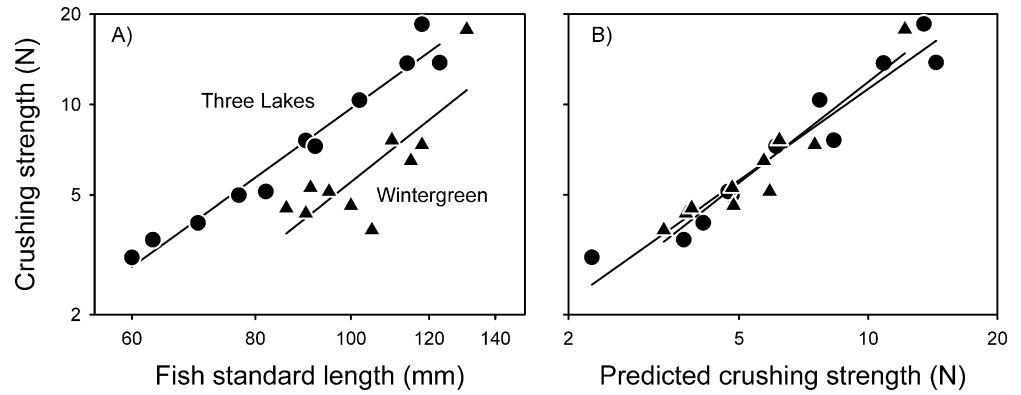 A)
Crushing strength (N)
20
10
5
2
Three Lakes
Wintergreen
60
80
100
120
140
Fish standard length (mm)
B)
2
5
10
20
Predicted crushing strength (N)